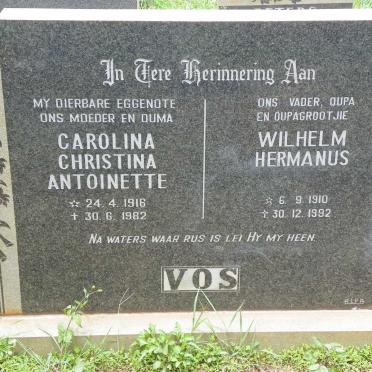 In Tere Herinnering Aan
MY DIERBARE EGGENOTE
ONS MOEDER EN OUMA
CAROLINA
CHRISTINA
ANTOINETTE
☆ 24. 4. 1916
✝ 30. 6. 1982
ONS VADER, OUPA
EN OUPAGROOTJIE
WILHELM
HERMANUS
☆ 6. 9. 1910
✝ 30. 12. 1992
NA WATERS WAAR RUS IS LEI HY MY HEEN.
VOS